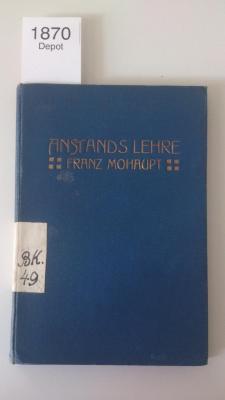 1870
Depot
ANSTANDS LEHRE
FRANZ MOHAUPT
BK.
49